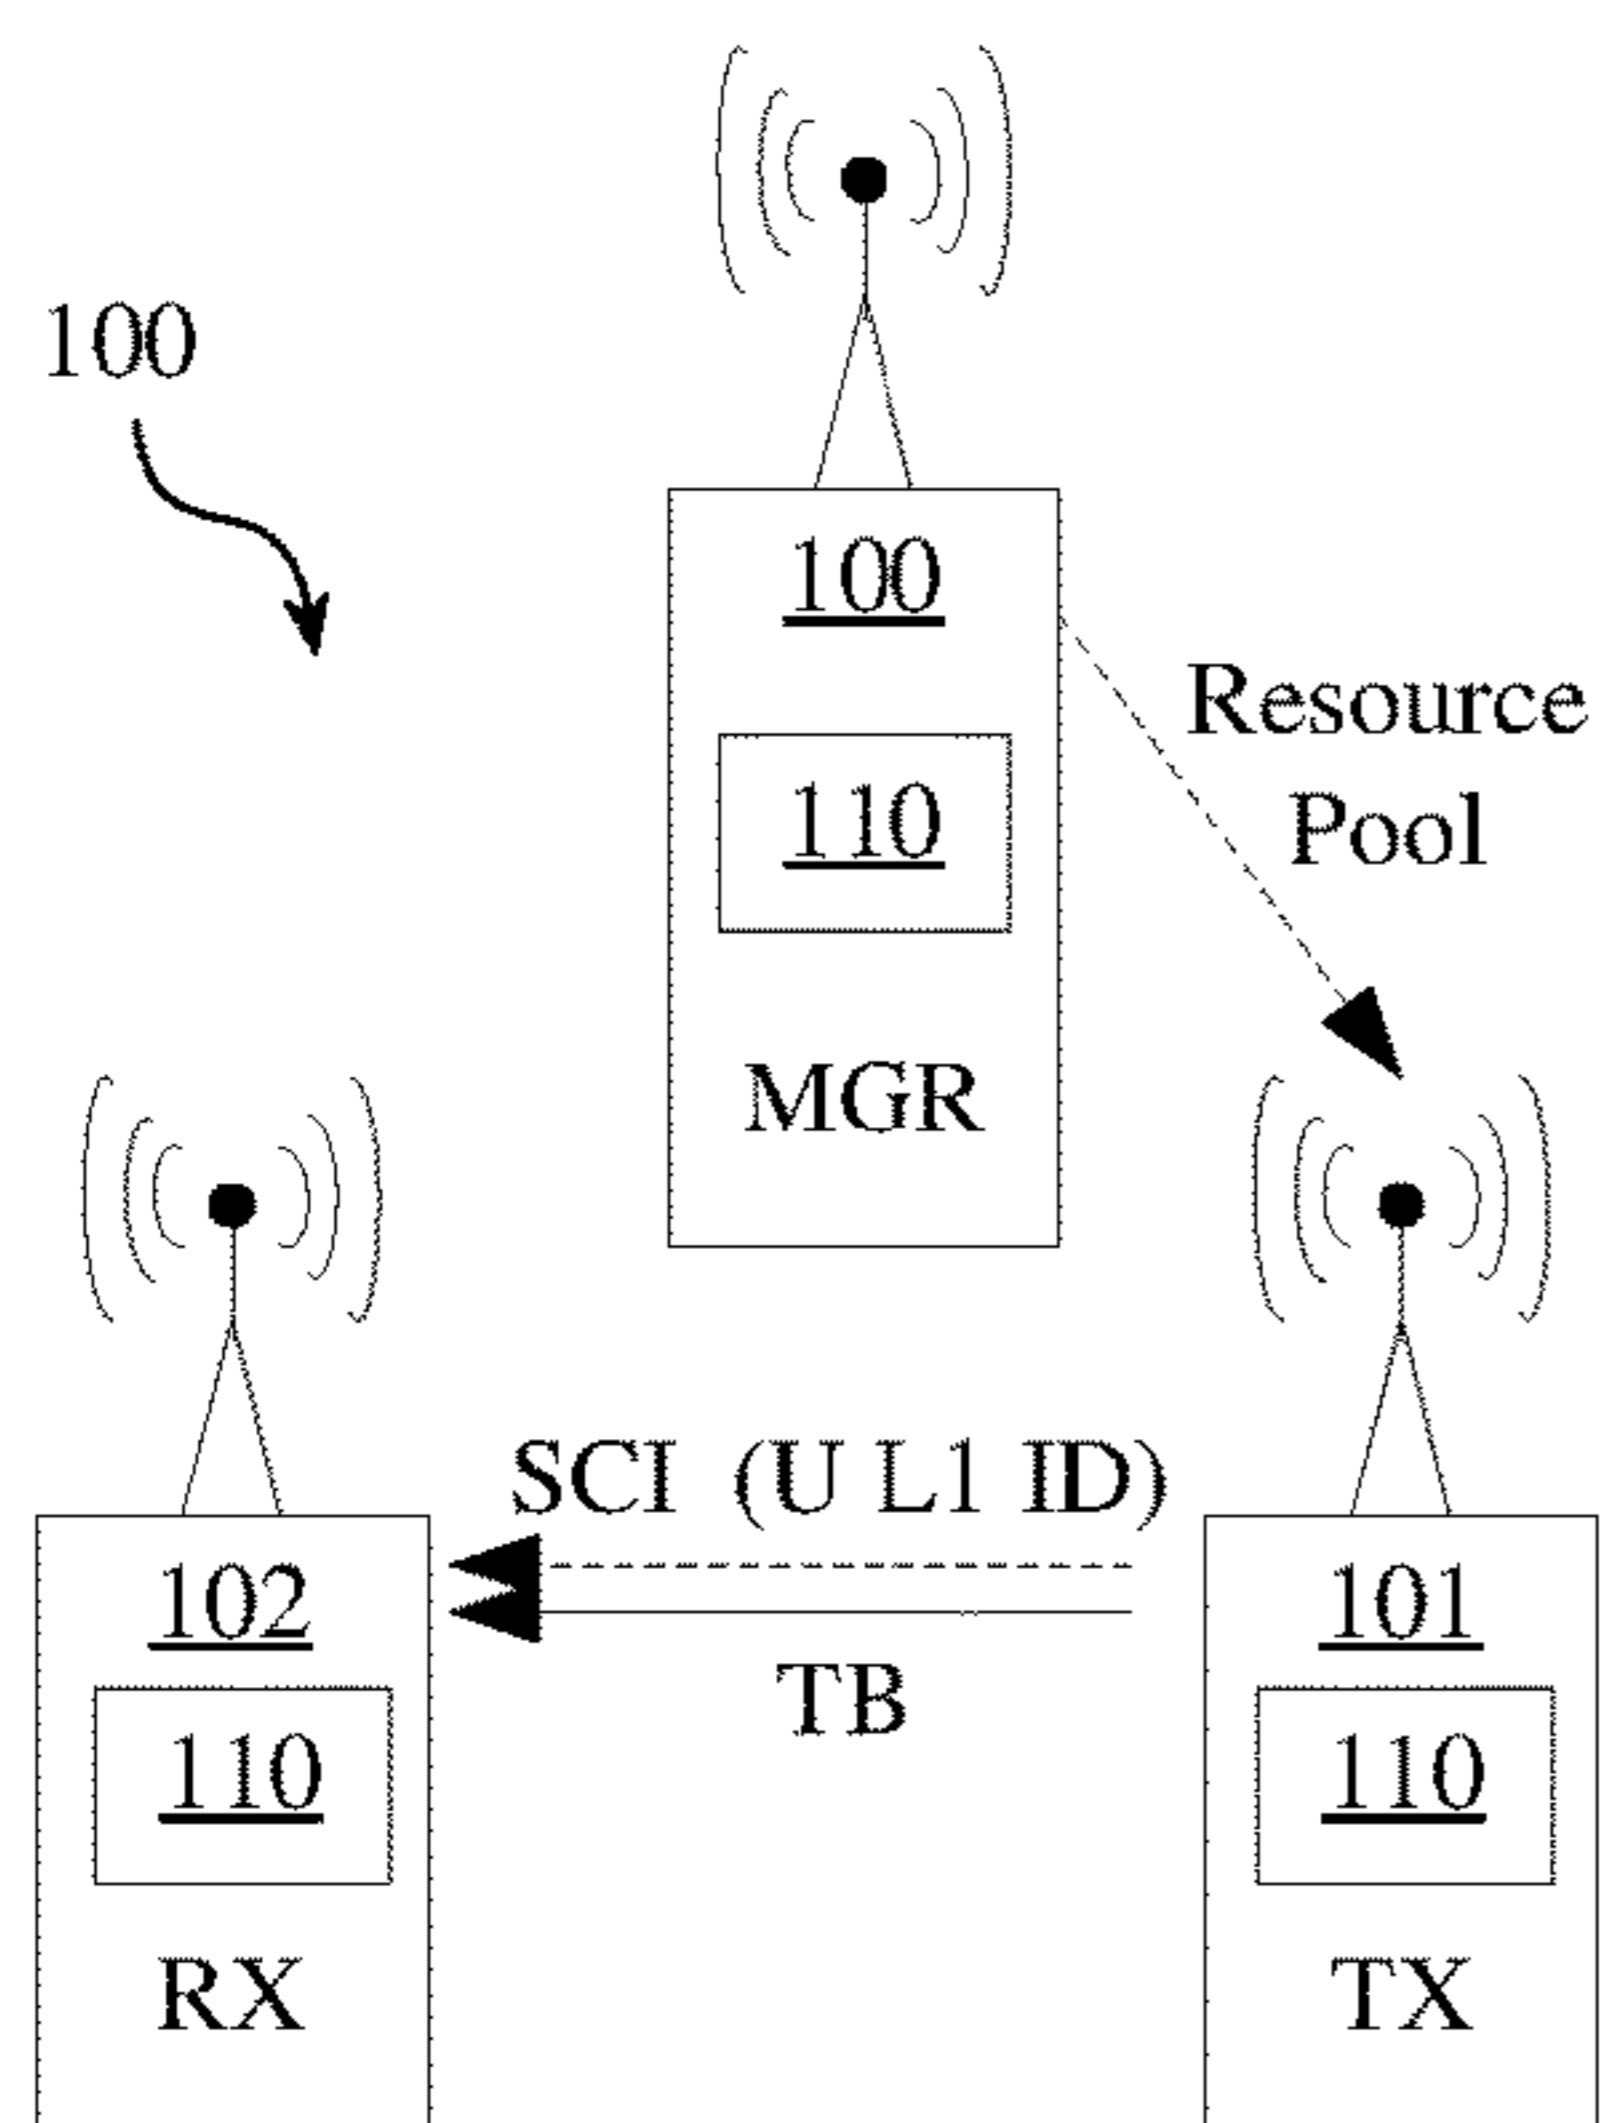 100
100
Resource
Pool
110
MGR
SCI (U L1 ID)
102
101
TB
110
110
RX
TX